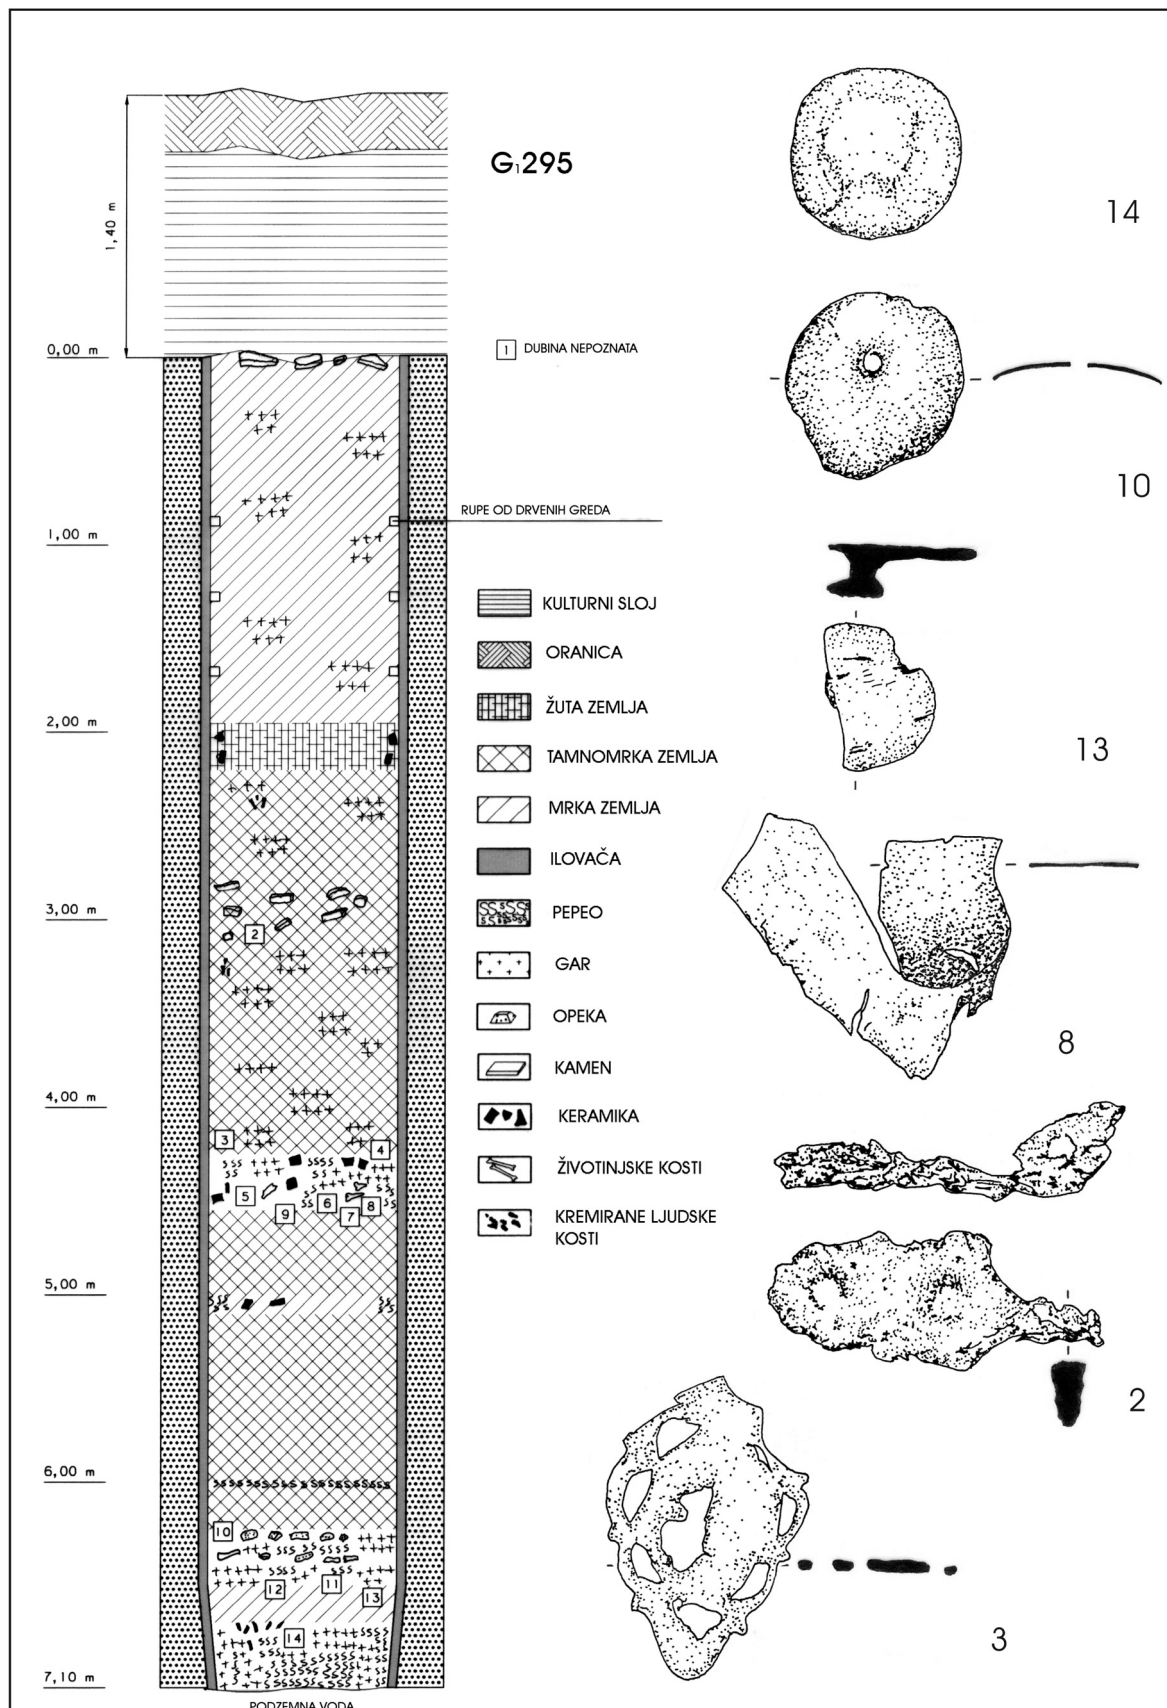 G₁295
1,40 m
0,00 m
1 DUBINA NEPOZNATA
RUPE OD DRVENIH GREDA
1,00 m
2,00 m
3,00 m
2
4,00 m
3
4
5
6
7
8
9
5,00 m
6,00 m
10
11
12
13
14
7,10 m
PODZEMNA VODA
KULTURNI SLOJ
ORANICA
ŽUTA ZEMLJA
TAMNOMRKA ZEMLJA
MRKA ZEMLJA
ILOVAČA
PEPEO
GAR
OPEKA
KAMEN
KERAMIKA
ŽIVOTINJSKE KOSTI
KREMIRANE LJUDSKE
KOSTI
14
10
13
8
2
3